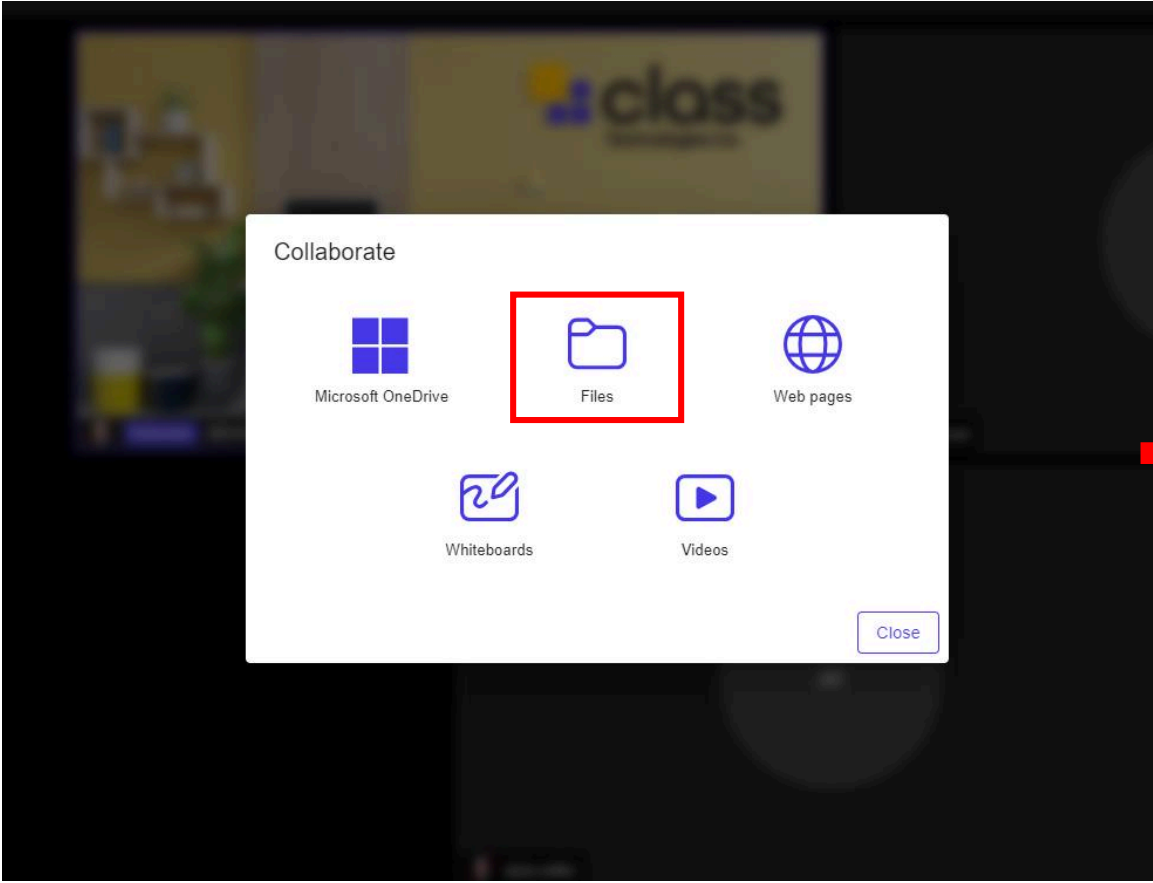 class
Collaborate
Microsoft OneDrive
Files
Web pages
Whiteboards
Videos
Close